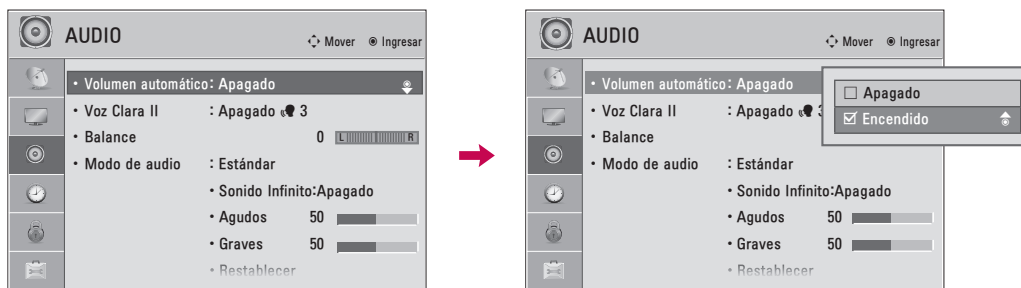 AUDIO
Mover Ingresar
• Volumen automático: Apagado
• Voz Clara II : Apagado 3
• Balance 0 L R
• Modo de audio : Estándar
• Sonido Infinito:Apagado
• Agudos 50
• Graves 50
• Restablecer
AUDIO
Mover Ingresar
• Volumen automático: Apagado
• Voz Clara II : Apagado 3
• Balance
• Modo de audio : Estándar
• Sonido Infinito:Apagado
• Agudos 50
• Graves 50
• Restablecer
Apagado
Encendido